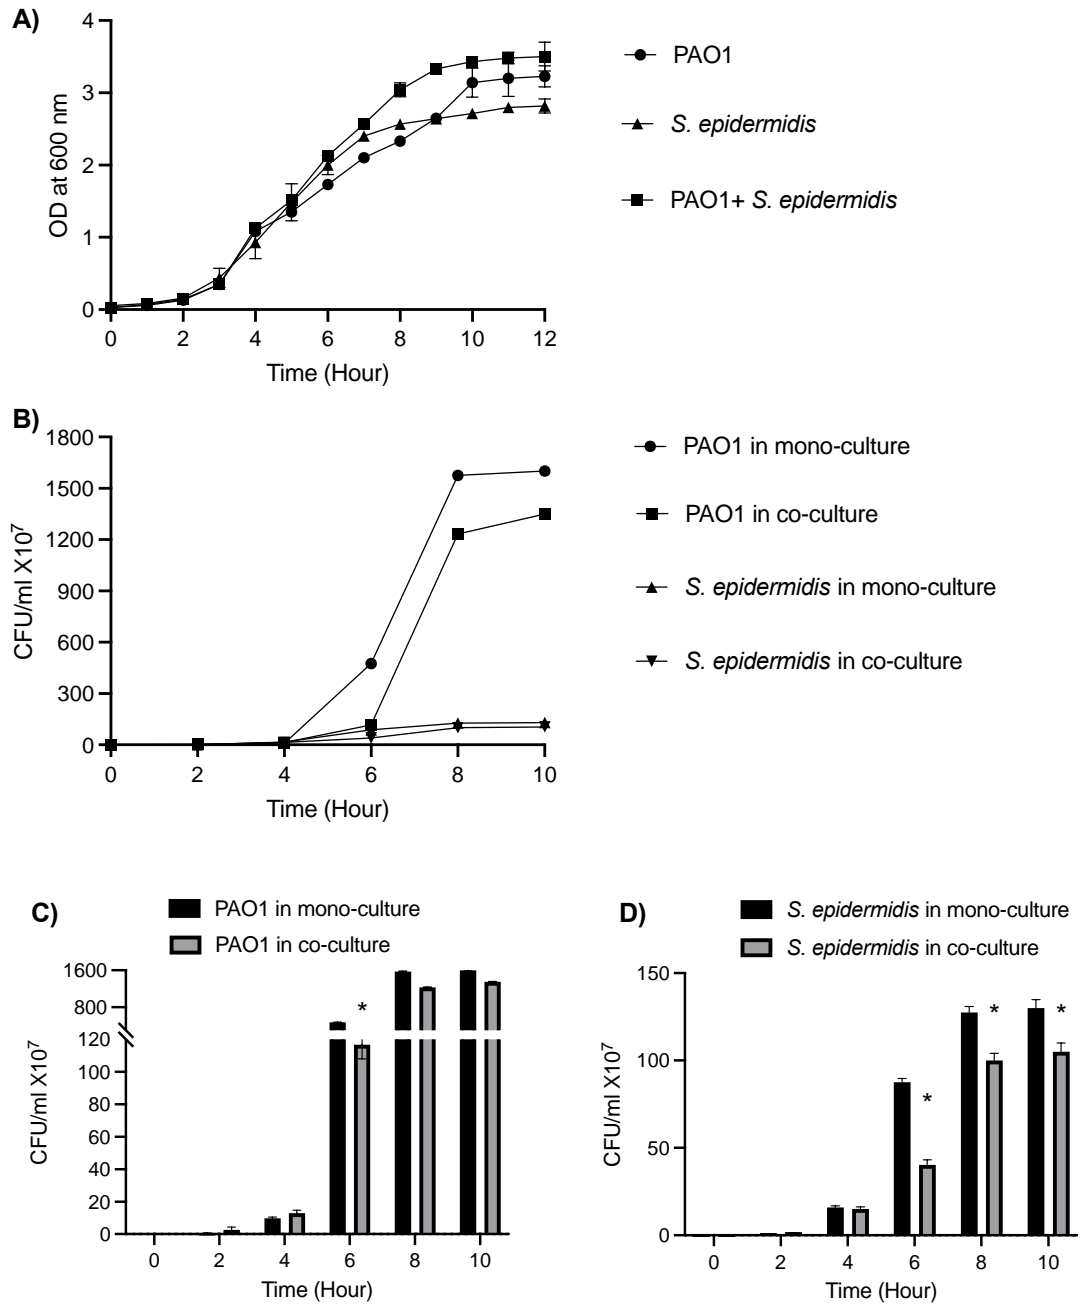 A)
4
3
2
1
0
OD at 600 nm
0 2 4 6 8 10 12
Time (Hour)
PAO1
S. epidermidis
PAO1+ S. epidermidis
B)
1800
1500
1200
900
600
300
0
CFU/ml X10⁷
0 2 4 6 8 10
Time (Hour)
PAO1 in mono-culture
PAO1 in co-culture
S. epidermidis in mono-culture
S. epidermidis in co-culture
C)
PAO1 in mono-culture
PAO1 in co-culture
1600
800
120
100
80
60
40
20
0
CFU/ml X10⁷
*
0 2 4 6 8 10
Time (Hour)
D)
S. epidermidis in mono-culture
S. epidermidis in co-culture
150
100
50
0
CFU/ml X10⁷
* * *
0 2 4 6 8 10
Time (Hour)